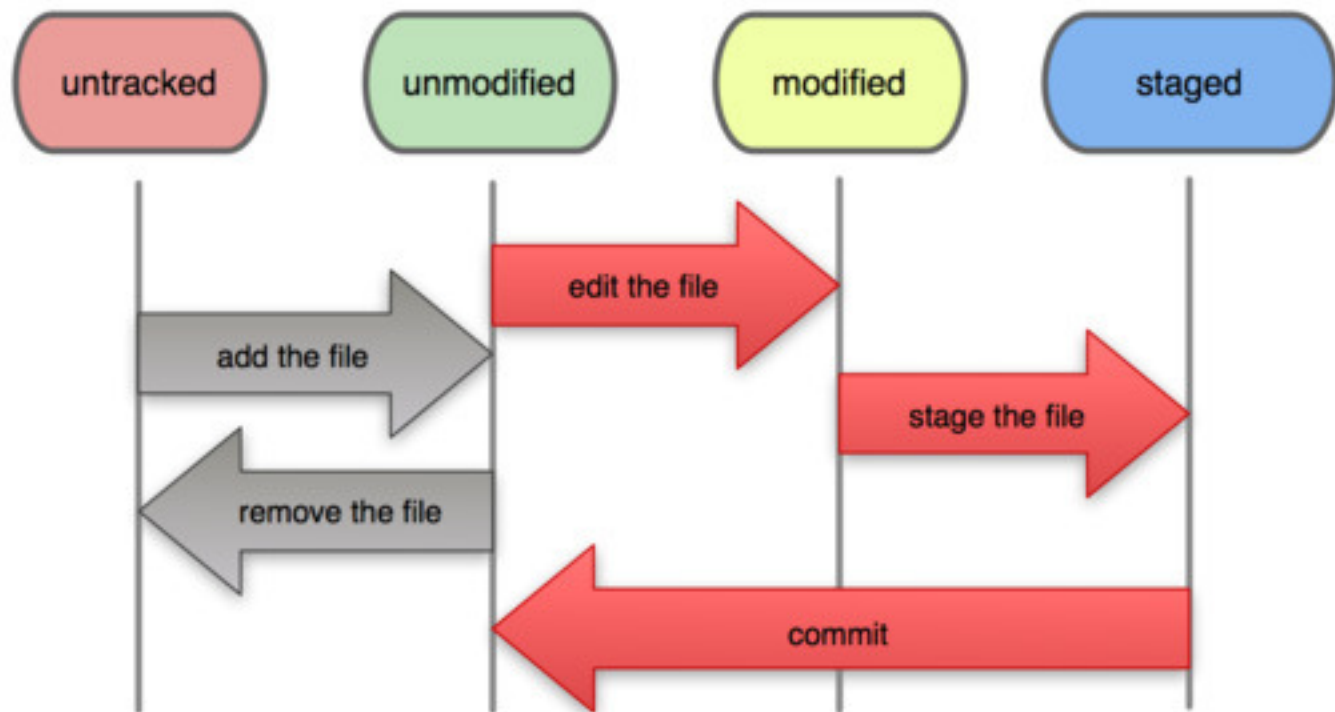 untracked
unmodified
modified
staged
edit the file
add the file
stage the file
remove the file
commit